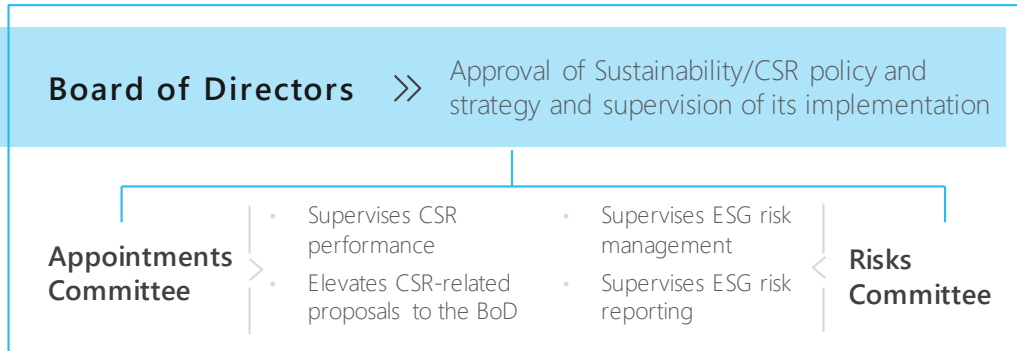 Board of Directors
Approval of Sustainability/CSR policy and
strategy and supervision of its implementation
Appointments
Committee
• Supervises CSR
performance
• Elevates CSR-related
proposals to the BoD
• Supervises ESG risk
management
• Supervises ESG risk
reporting
Risks
Committee